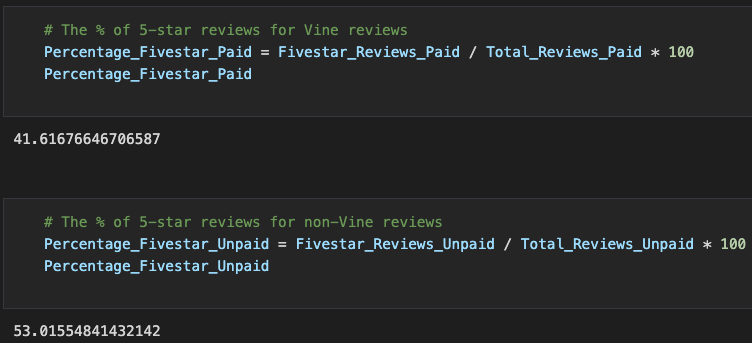 # The % of 5-star reviews for Vine reviews
Percentage_Fivestar_Paid = Fivestar_Reviews_Paid / Total_Reviews_Paid * 100
Percentage_Fivestar_Paid
41.61676646706587
# The % of 5-star reviews for non-Vine reviews
Percentage_Fivestar_Unpaid = Fivestar_Reviews_Unpaid / Total_Reviews_Unpaid * 100
Percentage_Fivestar_Unpaid
53.01554841432142